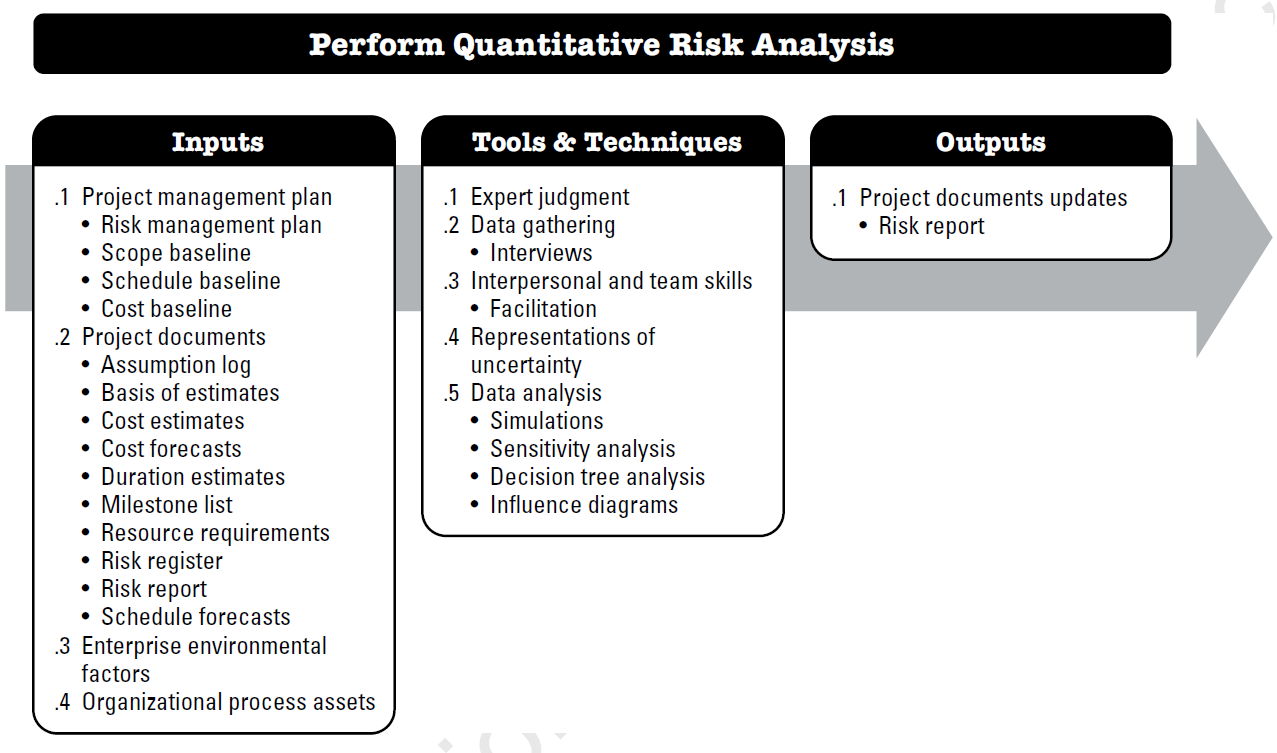 Perform Quantitative Risk Analysis
Inputs
.1 Project management plan
• Risk management plan
• Scope baseline
• Schedule baseline
• Cost baseline
.2 Project documents
• Assumption log
• Basis of estimates
• Cost estimates
• Cost forecasts
• Duration estimates
• Milestone list
• Resource requirements
• Risk register
• Risk report
• Schedule forecasts
.3 Enterprise environmental
factors
.4 Organizational process assets
Tools & Techniques
.1 Expert judgment
.2 Data gathering
• Interviews
.3 Interpersonal and team skills
• Facilitation
.4 Representations of
uncertainty
.5 Data analysis
• Simulations
• Sensitivity analysis
• Decision tree analysis
• Influence diagrams
Outputs
.1 Project documents updates
• Risk report